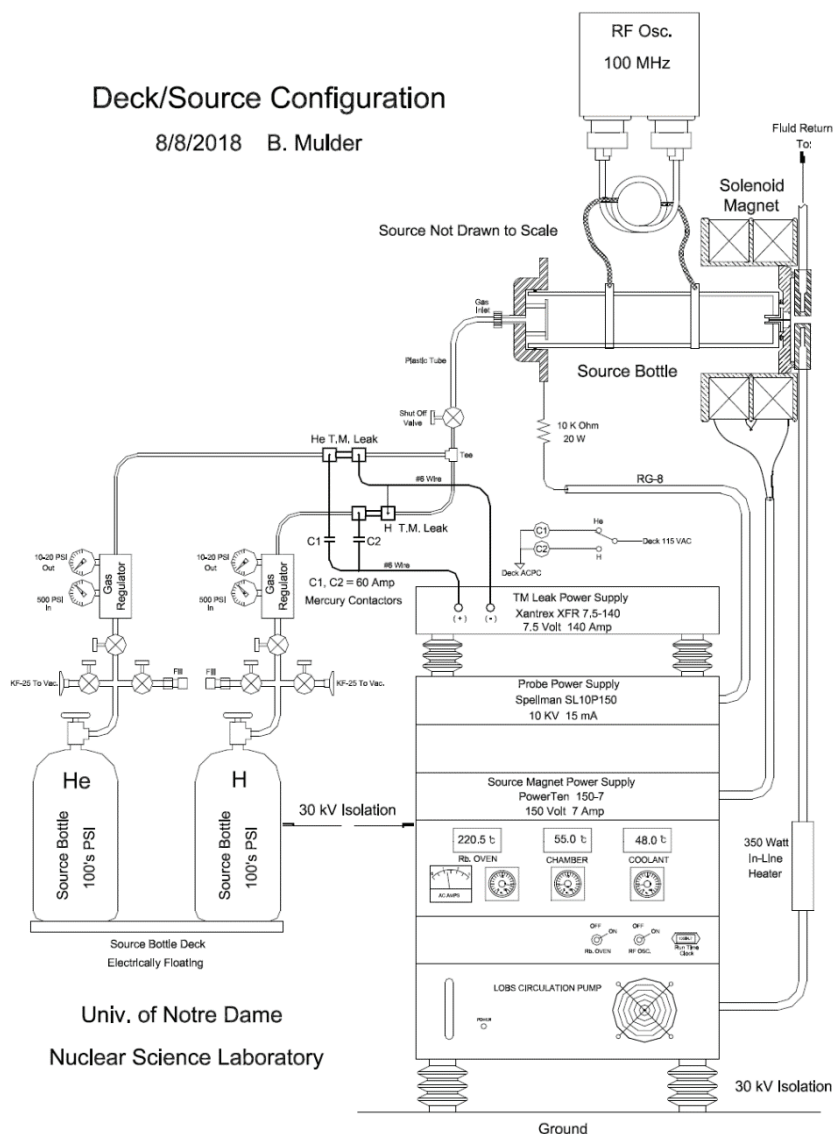 Deck/Source Configuration
8/8/2018 B. Mulder
RF Osc.
100 MHz
Fluid Return
To:
Solenoid
Magnet
Source Not Drawn to Scale
Gas
Inlet
Plastic Tube
Source Bottle
Shut Off
Valve
10 K Ohm
20 W
He T.M. Leak
Tee
#6 Wire
RG-8
H T.M. Leak
C1
C2
C1
He
Deck 115 VAC
C2
H
Deck ACPC
10-20 PSI
Out
500 PSI
In
Gas
Regulator
10-20 PSI
Out
500 PSI
In
Gas
Regulator
#6 Wire
C1, C2 = 60 Amp
Mercury Contactors
(+)
(-)
TM Leak Power Supply
Xantrex XFR 7.5-140
7.5 Volt 140 Amp
KF-25 To Vac.
Fill
Fill
KF-25 To Vac.
Probe Power Supply
Spellman SL10P150
10 KV 15 mA
He
Source Bottle
100's PSI
H
Source Bottle
100's PSI
30 kV Isolation
Source Magnet Power Supply
PowerTen 150-7
150 Volt 7 Amp
220.5 °c
55.0 °c
48.0 °c
Rb. OVEN
CHAMBER
COOLANT
AC AMPS
350 Watt
In-Line
Heater
OFF
ON
Rb. OVEN
OFF
ON
RF OSC.
Run Time
Clock
Source Bottle Deck
Electrically Floating
LOBS CIRCULATION PUMP
POWER
Univ. of Notre Dame
Nuclear Science Laboratory
30 kV Isolation
Ground